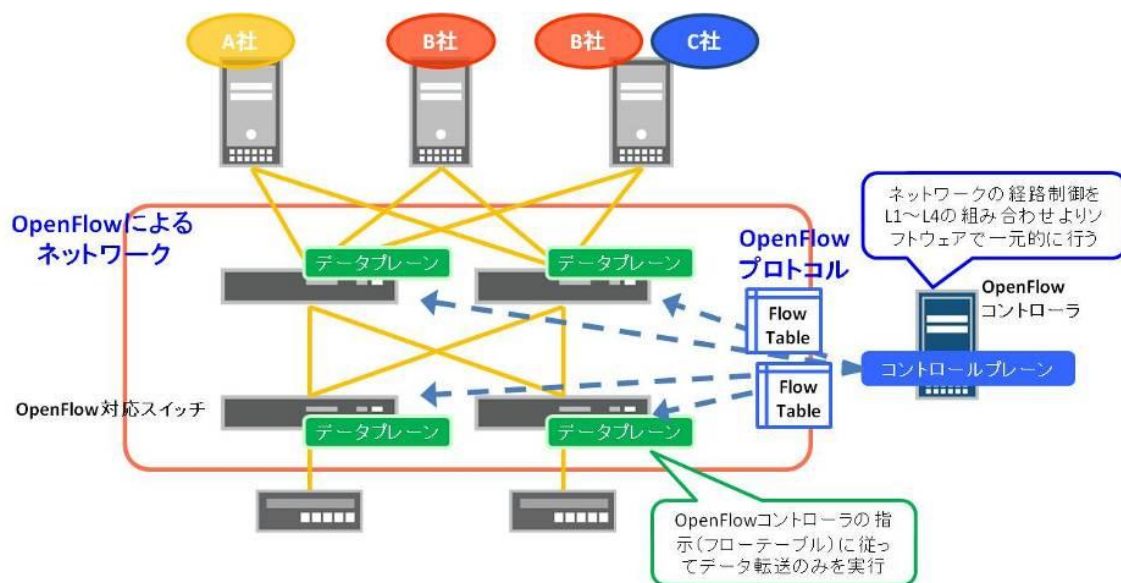 A社
B社
B社
C社
OpenFlowによる
ネットワーク
データプレーン
データプレーン
OpenFlow
プロトコル
ネットワークの経路制御を
L1～L4の組み合わせよりソ
フトウェアで一元的に行う
OpenFlow
コントローラ
Flow
Table
コントロールプレーン
Flow
Table
OpenFlow対応スイッチ
データプレーン
データプレーン
OpenFlowコントローラの指
示(フローテーブル)に従っ
てデータ転送のみを実行